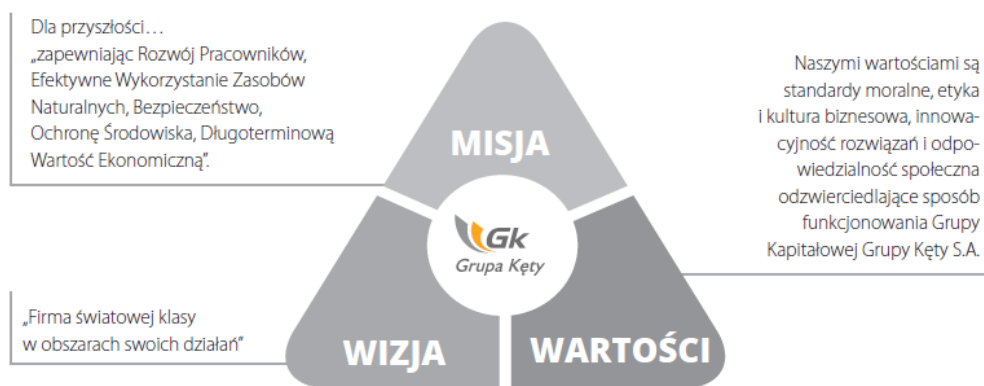 Dla przyszłości…
„zapewniając Rozwój Pracowników,
Efektywne Wykorzystanie Zasobów
Naturalnych, Bezpieczeństwo,
Ochronę Środowiska, Długoterminową
Wartość Ekonomiczną”.
MISJA
Naszymi wartościami są
standardy moralne, etyka
i kultura biznesowa, innowa-
cyjność rozwiązań i odpo-
wiedzialność społeczna
odzwierciedlające sposób
funkcjonowania Grupy
Kapitałowej Grupy Kęty S.A.
Gk
Grupa Kęty
„Firma światowej klasy
w obszarach swoich działań”
WIZJA
WARTOŚCI